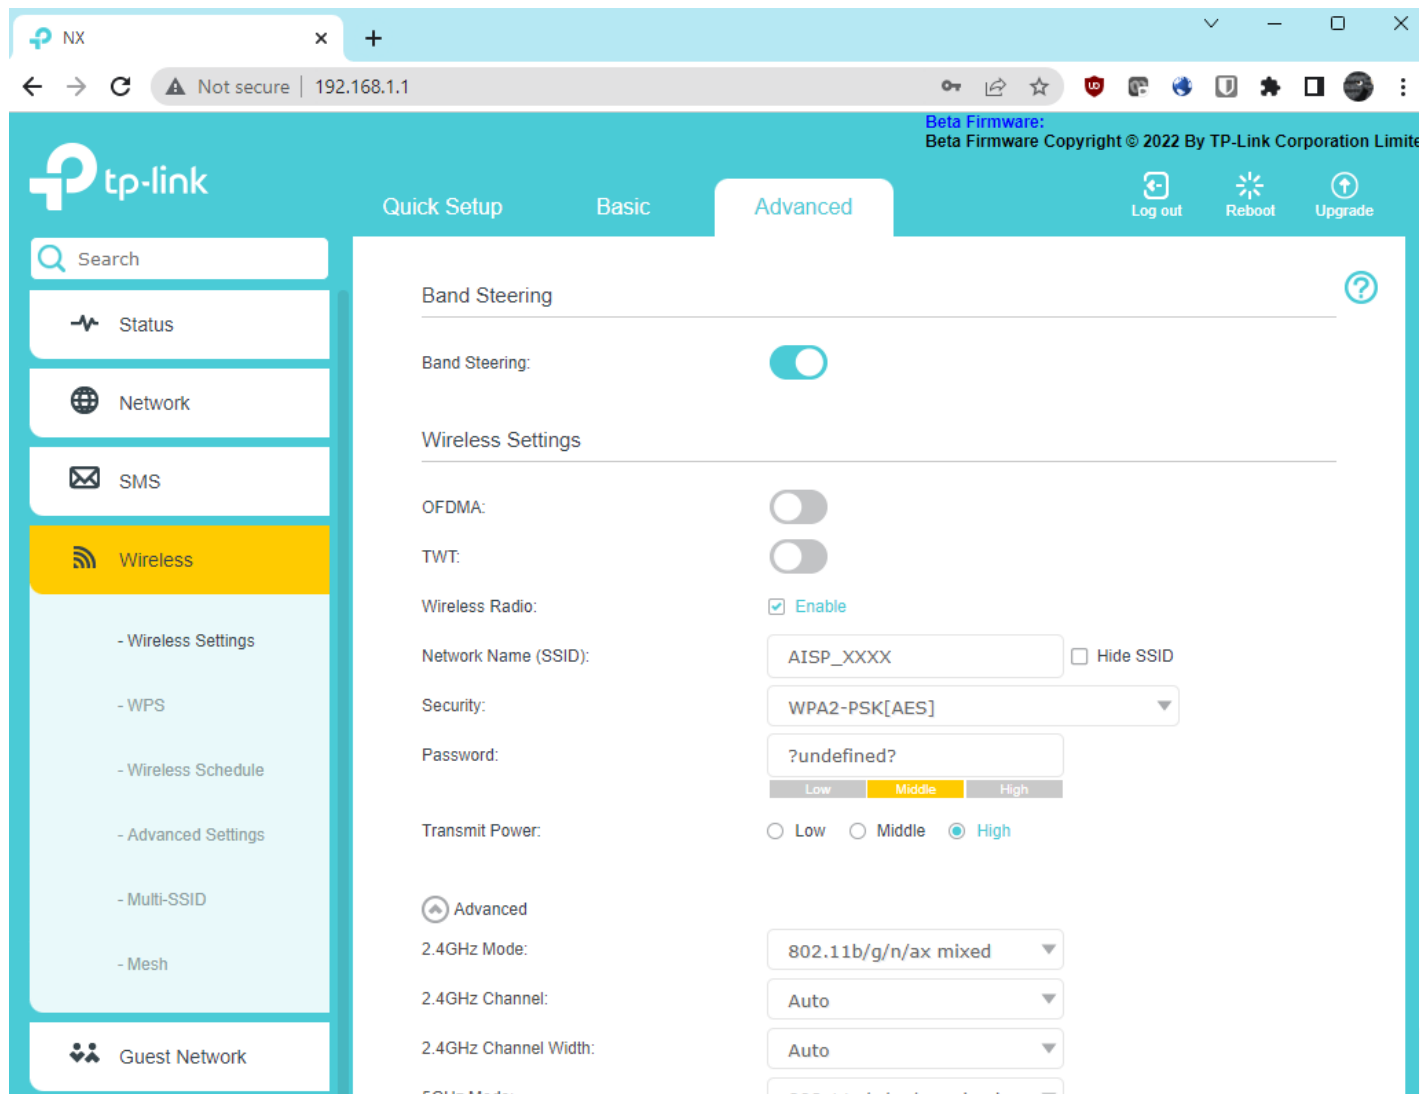 NX
Not secure | 192.168.1.1
Beta Firmware:
Beta Firmware Copyright © 2022 By TP-Link Corporation Limite
tp-link
Quick Setup Basic Advanced
Log out Reboot Upgrade
Search
Status
Network
SMS
Wireless
- Wireless Settings
- WPS
- Wireless Schedule
- Advanced Settings
- Multi-SSID
- Mesh
Guest Network
Band Steering
Band Steering:
Wireless Settings
OFDMA:
TWT:
Wireless Radio: Enable
Network Name (SSID): AISP_XXXX Hide SSID
Security: WPA2-PSK[AES]
Password: ?undefined?
Low Middle High
Transmit Power: Low Middle High
Advanced
2.4GHz Mode: 802.11b/g/n/ax mixed
2.4GHz Channel: Auto
2.4GHz Channel Width: Auto
5GHz Mode: